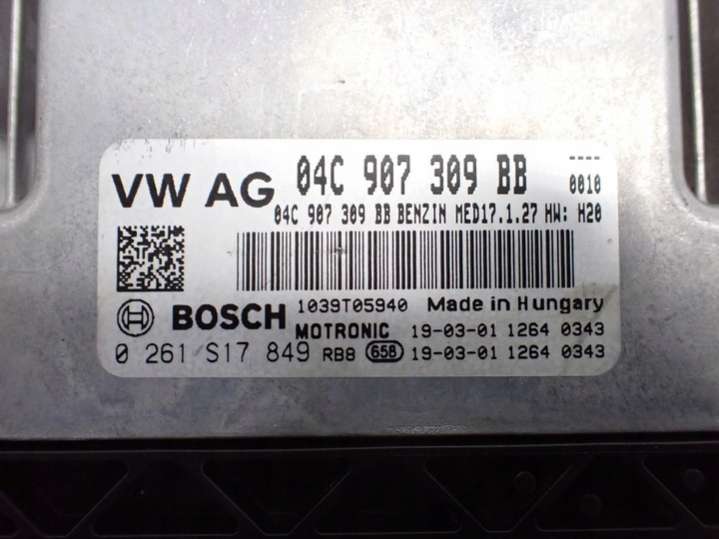 VW AG 04C 907 309 BB ----
0010
04C 907 309 BB BENZIN MED17.1.27 HW: H20
BOSCH 1039T05940 Made in Hungary
MOTRONIC 19-03-01 1264 0343
0 261 S17 849 RB8 658 19-03-01 1264 0343